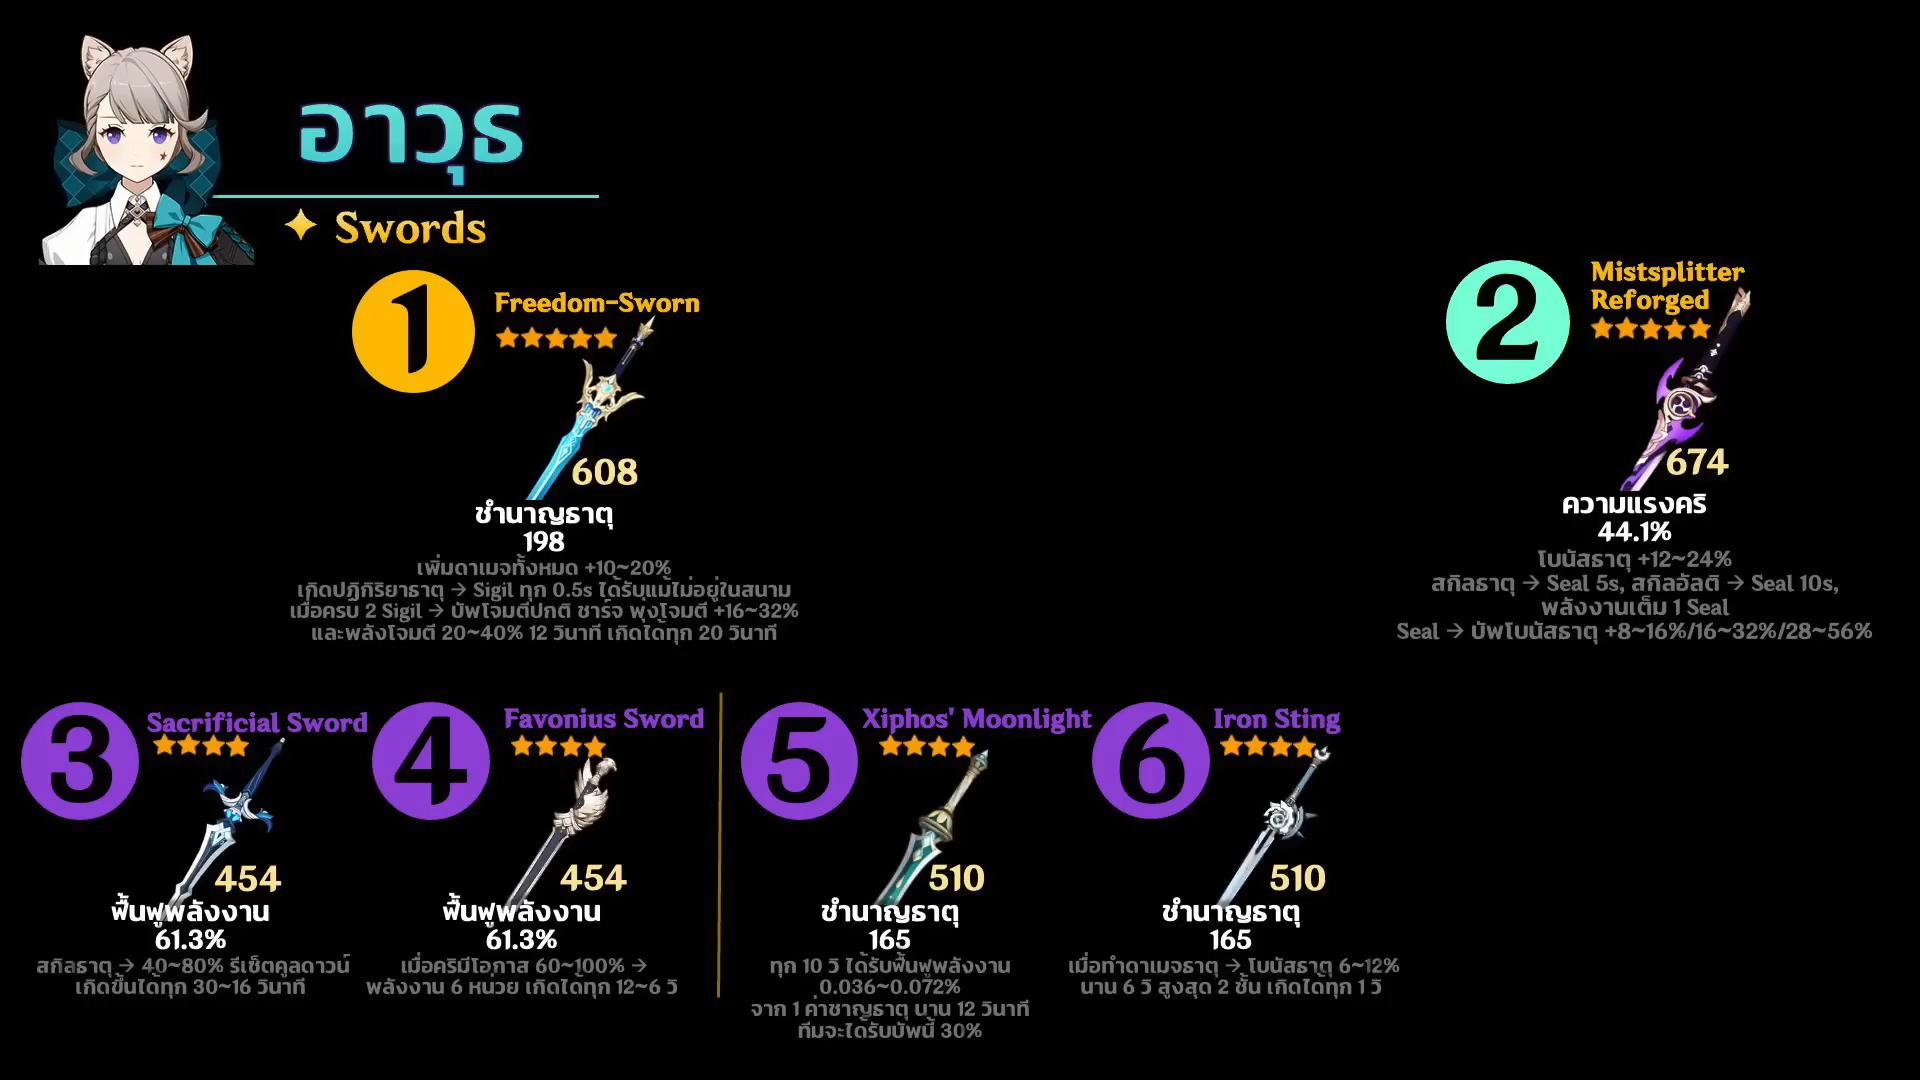 อาวุธ
Swords
1
Freedom-Sworn
608
ชำนาญธาตุ
198
เพิ่มดาเมจทั้งหมด +10~20%
เกิดปฏิกิริยาธาตุ → Sigil ทุก 0.5s ได้รับแม้ไม่อยู่ในสนาม
เมื่อครบ 2 Sigil → บัพโจมตีปกติ ชาร์จ พุ่งโจมตี +16~32%
และพลังโจมตี 20~40% 12 วินาที เกิดได้ทุก 20 วินาที
2
Mistsplitter
Reforged
674
ความแรงคริ
44.1%
โบนัสธาตุ +12~24%
สกิลธาตุ → Seal 5s, สกิลอัลติ → Seal 10s,
พลังงานเต็ม 1 Seal
Seal → บัพโบนัสธาตุ +8~16%/16~32%/28~56%
3
Sacrificial Sword
454
ฟื้นฟูพลังงาน
61.3%
สกิลธาตุ → 40~80% รีเซ็ตคูลดาวน์
เกิดขึ้นได้ทุก 30~16 วินาที
4
Favonius Sword
454
ฟื้นฟูพลังงาน
61.3%
เมื่อคริมีโอกาส 60~100% →
พลังงาน 6 หน่วย เกิดได้ทุก 12~6 วิ
5
Xiphos' Moonlight
510
ชำนาญธาตุ
165
ทุก 10 วิ ได้รับฟื้นฟูพลังงาน
0.036~0.072%
จาก 1 ค่าชาญธาตุ นาน 12 วินาที
ทีมจะได้รับบัพนี้ 30%
6
Iron Sting
510
ชำนาญธาตุ
165
เมื่อทำดาเมจธาตุ → โบนัสธาตุ 6~12%
นาน 6 วิ สูงสุด 2 ชั้น เกิดได้ทุก 1 วิ